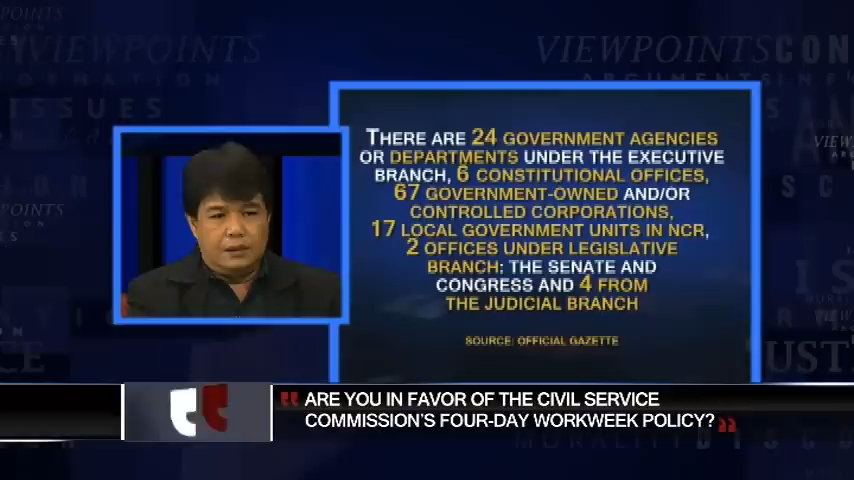 VIEWPOINTS
VIEWPOINTS
ISSUES
VIEWPOINTS
THERE ARE 24 GOVERNMENT AGENCIES
OR DEPARTMENTS UNDER THE EXECUTIVE
BRANCH, 6 CONSTITUTIONAL OFFICES,
67 GOVERNMENT-OWNED AND/OR
CONTROLLED CORPORATIONS,
17 LOCAL GOVERNMENT UNITS IN NCR,
2 OFFICES UNDER LEGISLATIVE
BRANCH: THE SENATE AND
CONGRESS AND 4 FROM
THE JUDICIAL BRANCH
SOURCE: OFFICIAL GAZETTE
"ARE YOU IN FAVOR OF THE CIVIL SERVICE
COMMISSION'S FOUR-DAY WORKWEEK POLICY?"